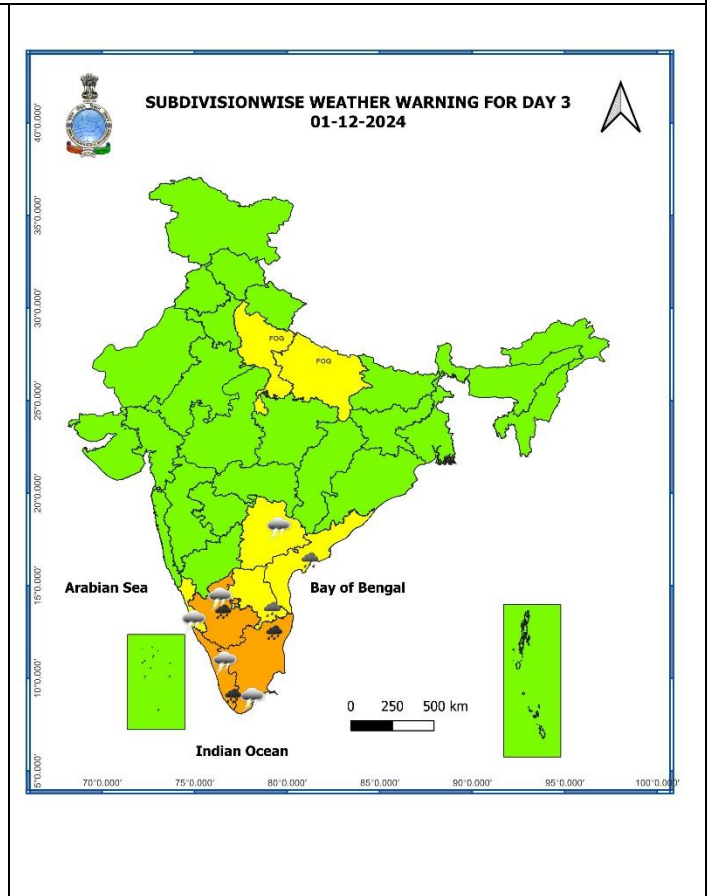 SUBDIVISIONWISE WEATHER WARNING FOR DAY 3
01-12-2024
40°0.000'
35°0.000'
30°0.000'
25°0.000'
20°0.000'
15°0.000'
10°0.000'
5°0.000'
FOG
FOG
Arabian Sea
Bay of Bengal
0 250 500 km
Indian Ocean
70°0.000' 75°0.000' 80°0.000' 85°0.000' 90°0.000' 95°0.000' 100°0.000'